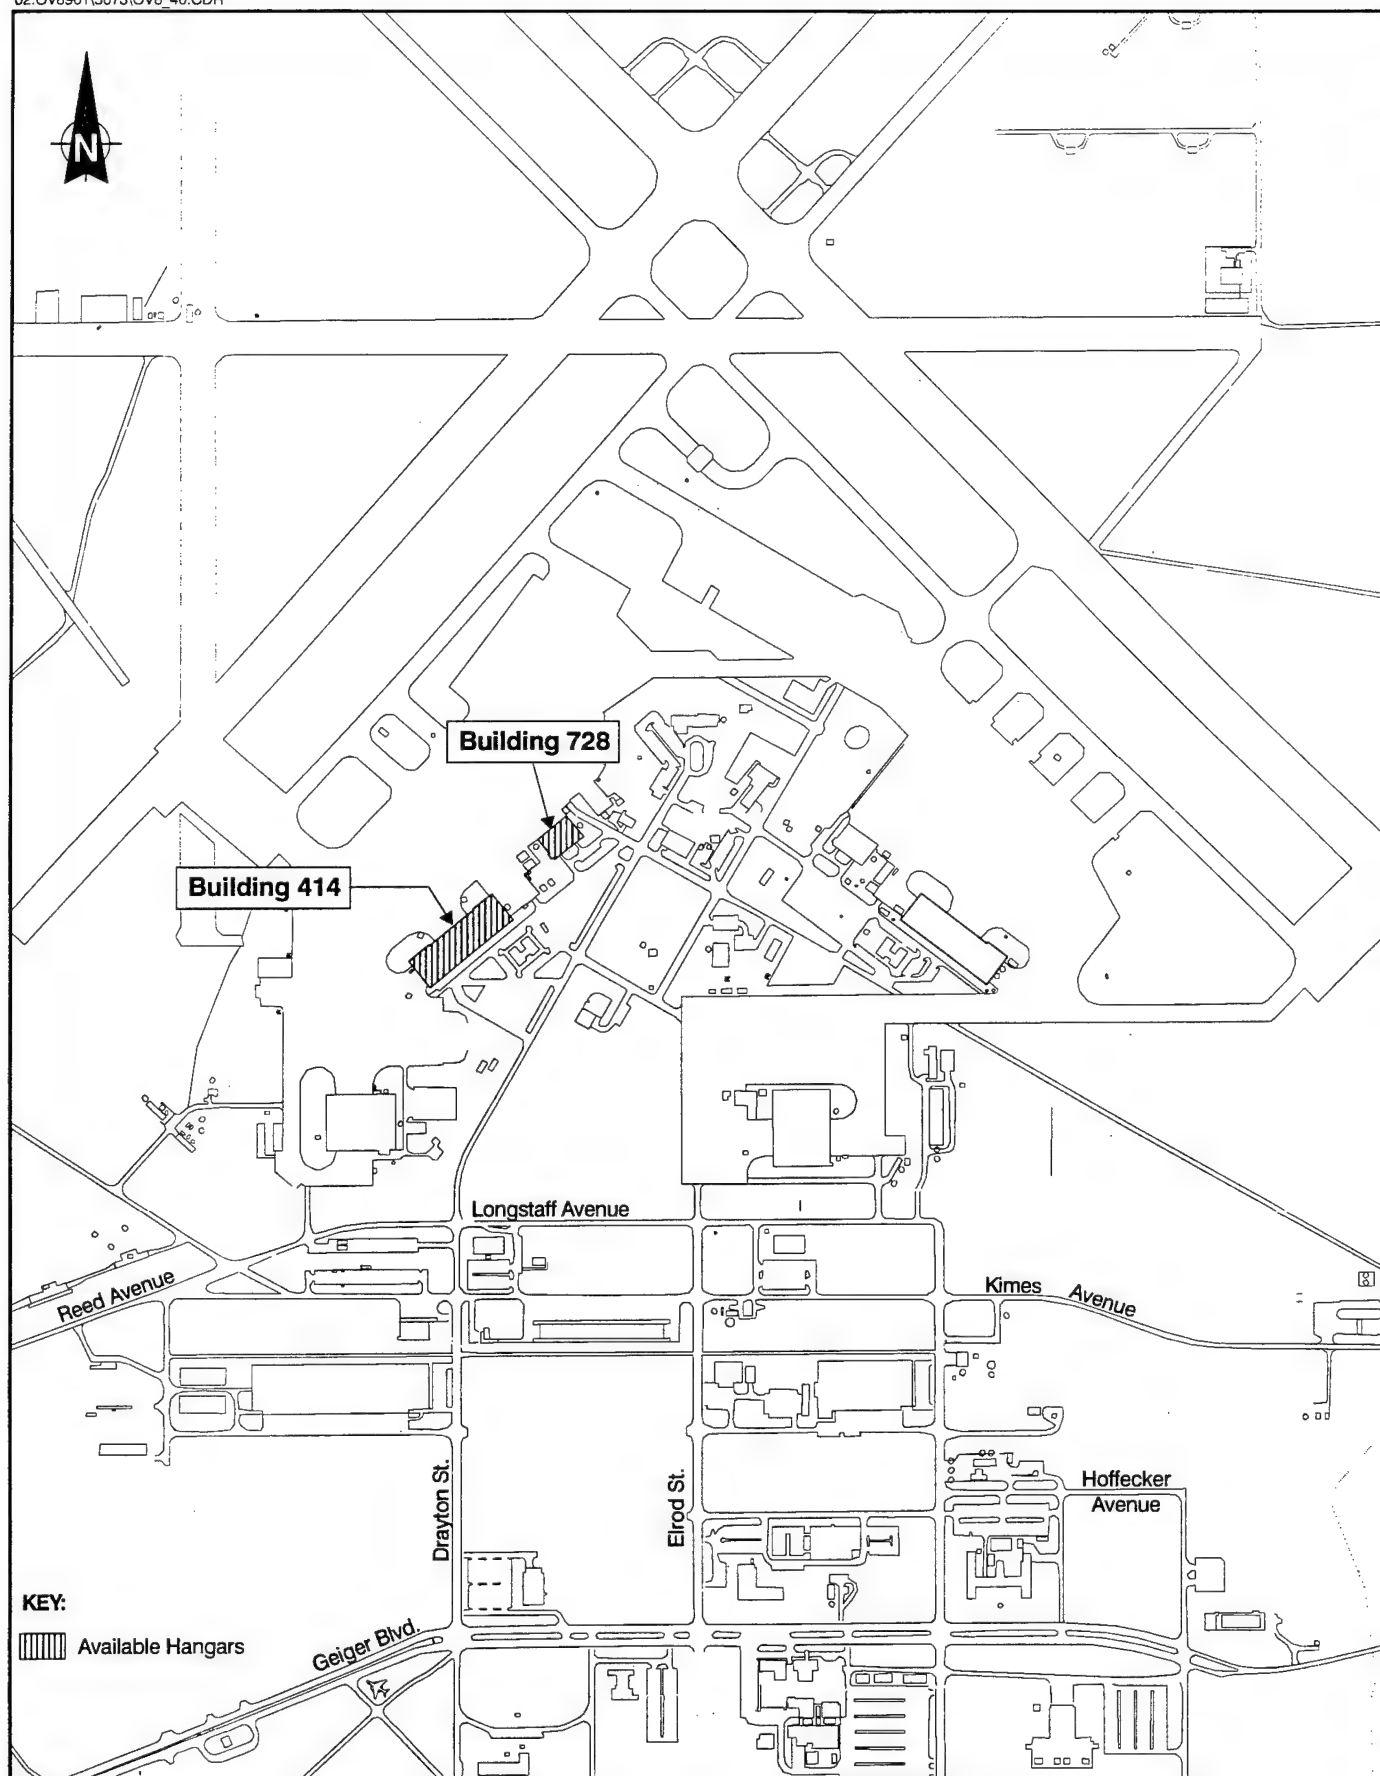 N
Building 728
Building 414
Longstaff Avenue
Reed Avenue
Kimes Avenue
Hoffecker
Avenue
Drayton St.
Elrod St.
KEY:
Available Hangars
Geiger Blvd.